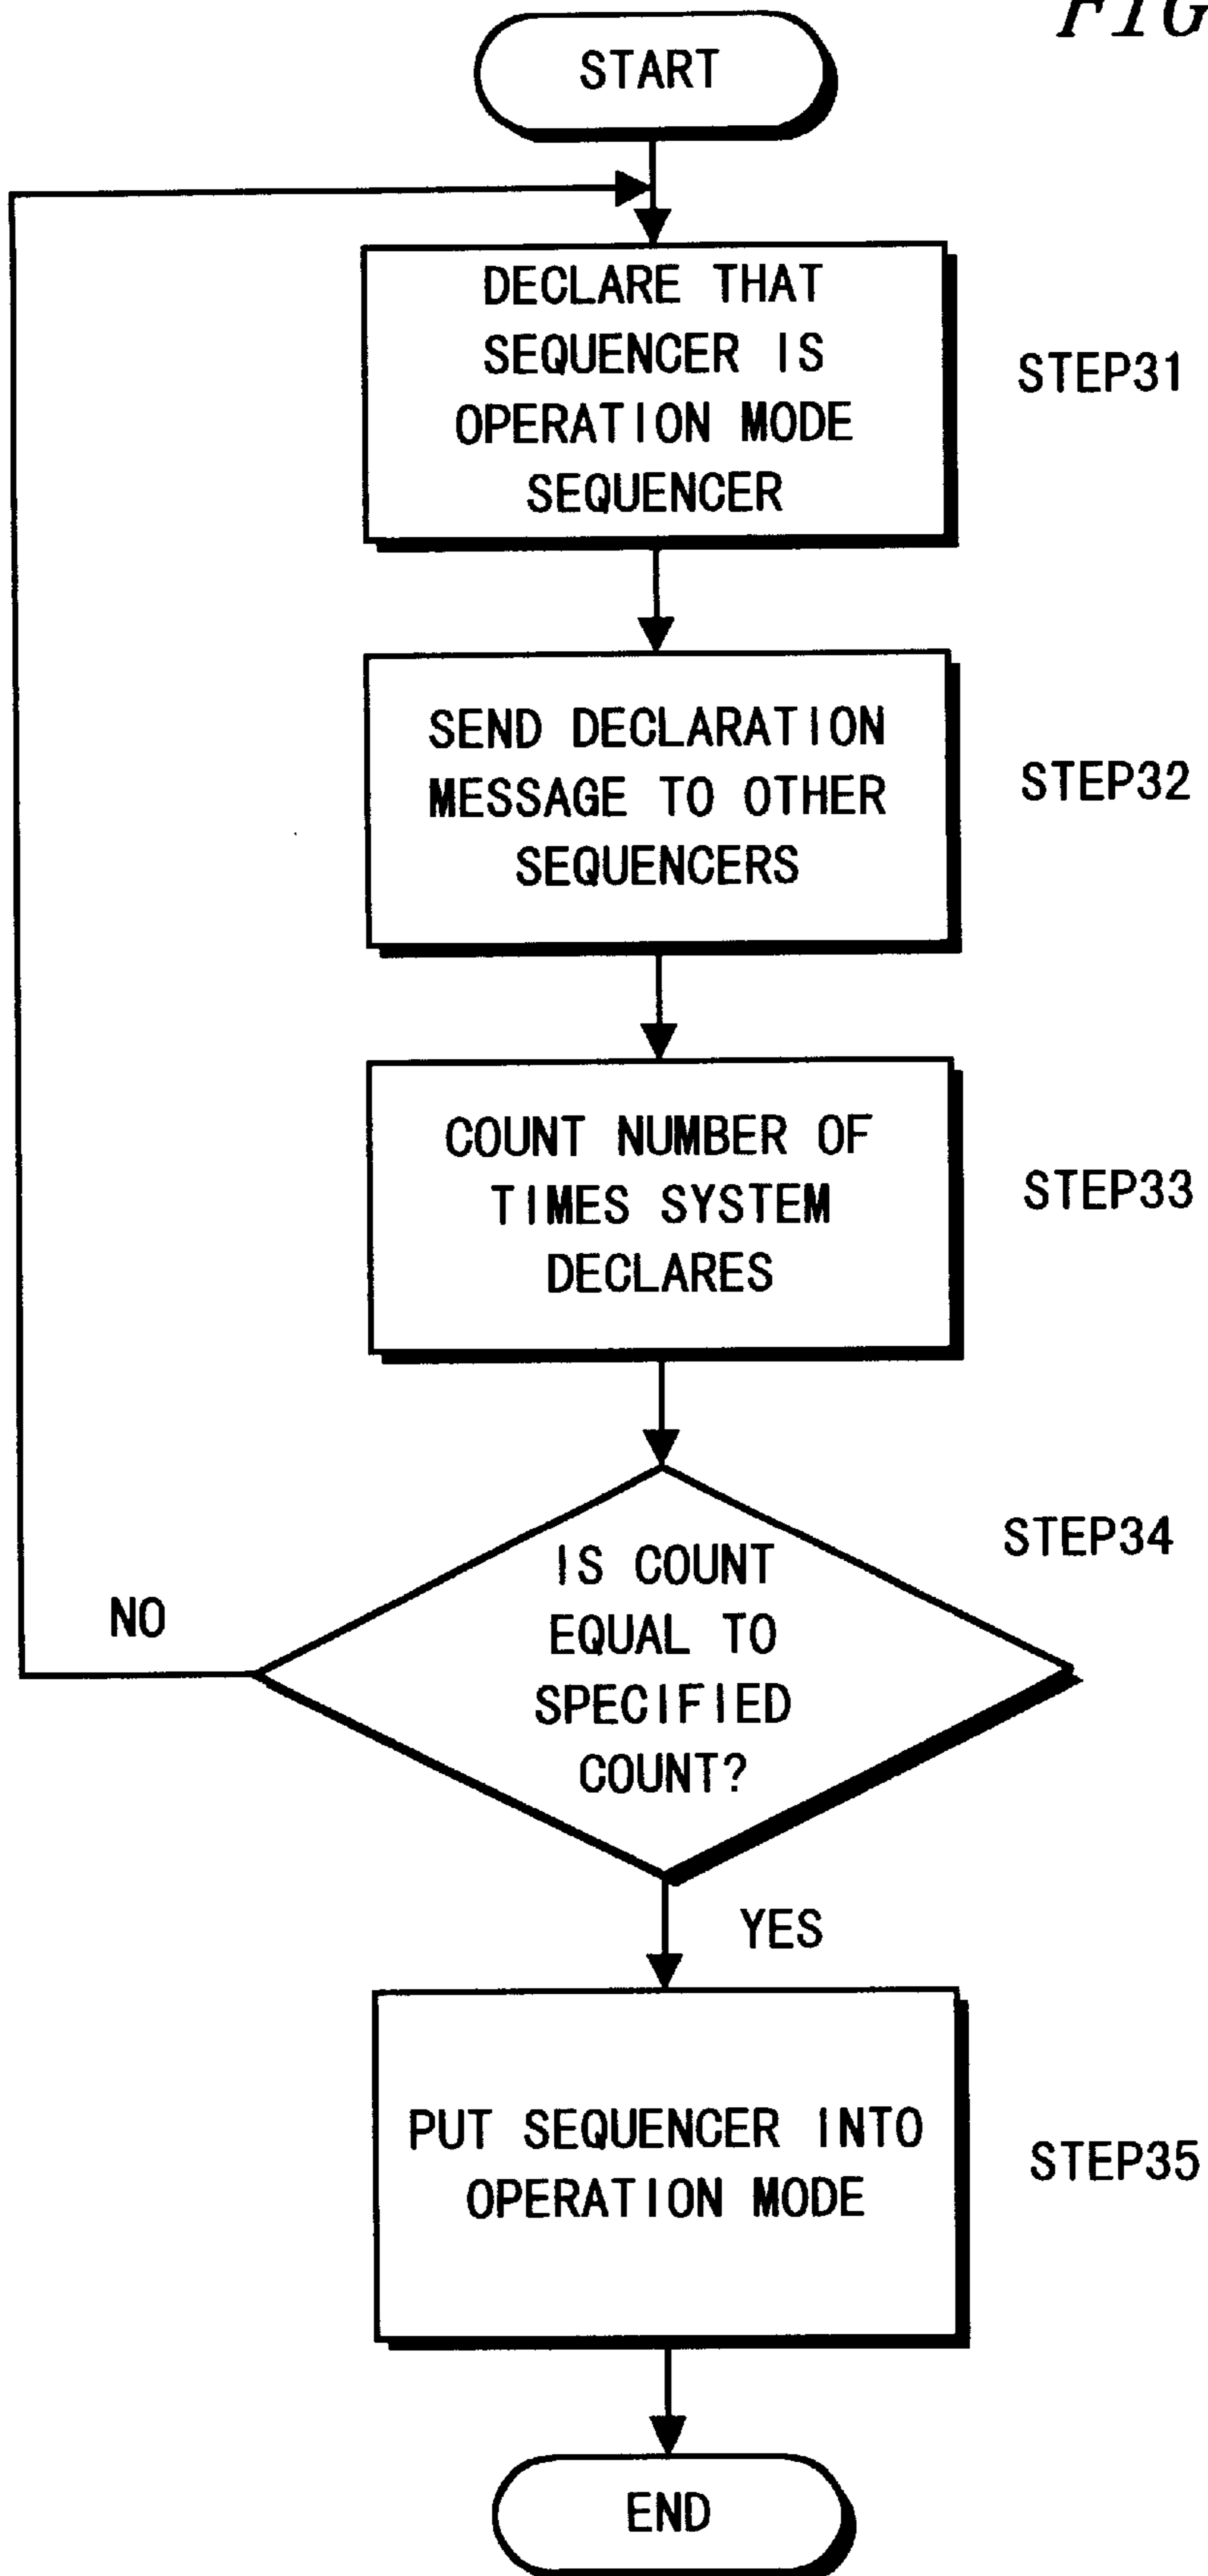 FIG
START
DECLARE THAT
SEQUENCER IS
OPERATION MODE
SEQUENCER
STEP31
SEND DECLARATION
MESSAGE TO OTHER
SEQUENCERS
STEP32
COUNT NUMBER OF
TIMES SYSTEM
DECLARES
STEP33
IS COUNT
EQUAL TO
SPECIFIED
COUNT?
STEP34
NO
YES
PUT SEQUENCER INTO
OPERATION MODE
STEP35
END